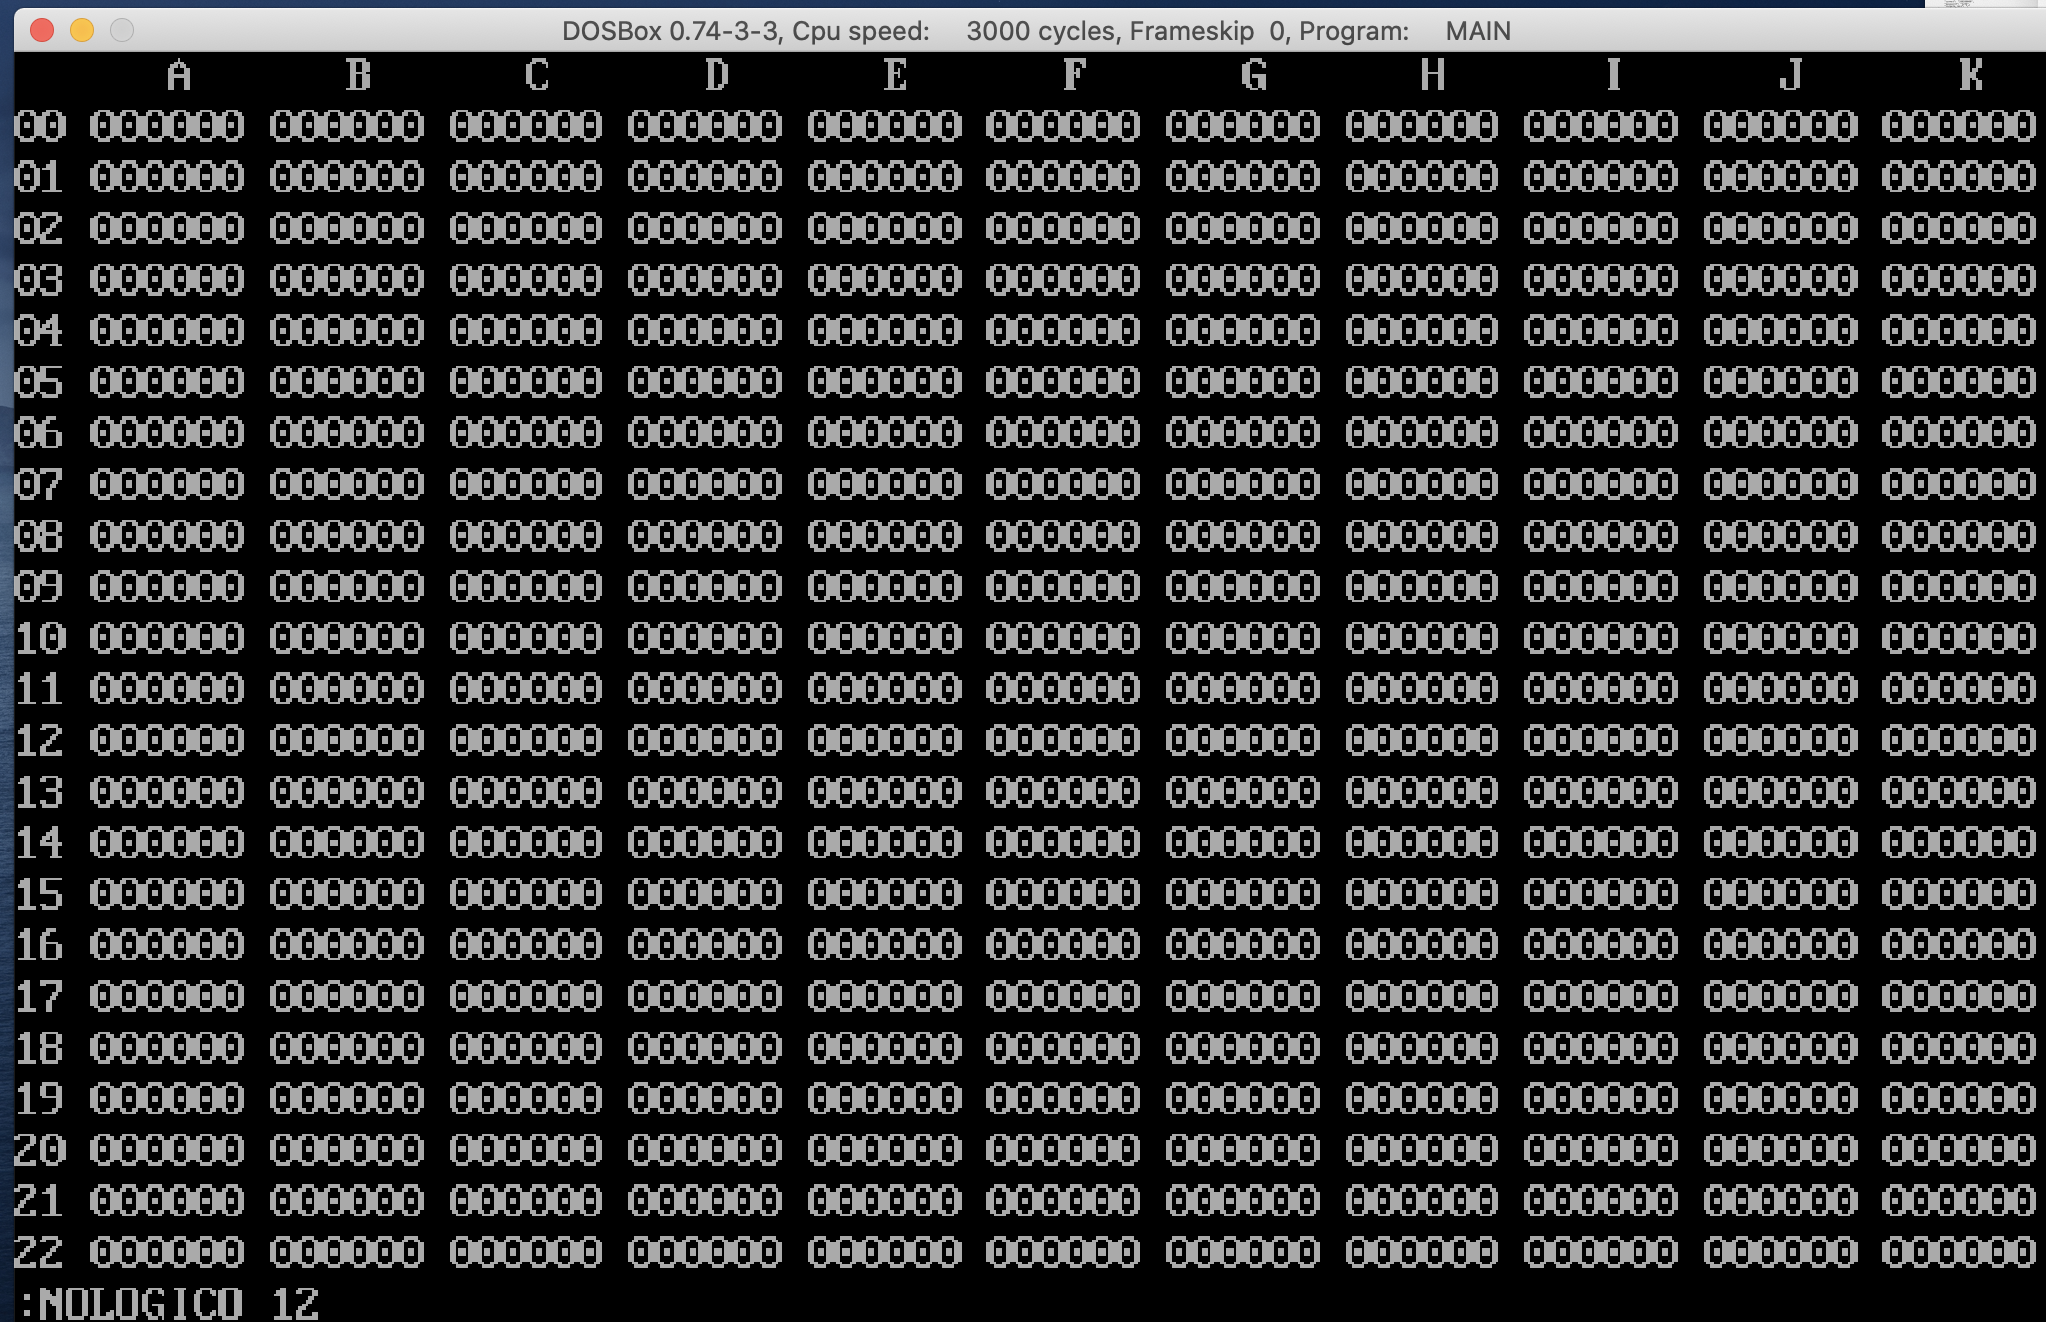 DOSBox 0.74-3-3, Cpu speed: 3000 cycles, Frameskip 0, Program: MAIN
A B C D E F G H I J K
00 000000 000000 000000 000000 000000 000000 000000 000000 000000 000000 000000
01 000000 000000 000000 000000 000000 000000 000000 000000 000000 000000 000000
02 000000 000000 000000 000000 000000 000000 000000 000000 000000 000000 000000
03 000000 000000 000000 000000 000000 000000 000000 000000 000000 000000 000000
04 000000 000000 000000 000000 000000 000000 000000 000000 000000 000000 000000
05 000000 000000 000000 000000 000000 000000 000000 000000 000000 000000 000000
06 000000 000000 000000 000000 000000 000000 000000 000000 000000 000000 000000
07 000000 000000 000000 000000 000000 000000 000000 000000 000000 000000 000000
08 000000 000000 000000 000000 000000 000000 000000 000000 000000 000000 000000
09 000000 000000 000000 000000 000000 000000 000000 000000 000000 000000 000000
10 000000 000000 000000 000000 000000 000000 000000 000000 000000 000000 000000
11 000000 000000 000000 000000 000000 000000 000000 000000 000000 000000 000000
12 000000 000000 000000 000000 000000 000000 000000 000000 000000 000000 000000
13 000000 000000 000000 000000 000000 000000 000000 000000 000000 000000 000000
14 000000 000000 000000 000000 000000 000000 000000 000000 000000 000000 000000
15 000000 000000 000000 000000 000000 000000 000000 000000 000000 000000 000000
16 000000 000000 000000 000000 000000 000000 000000 000000 000000 000000 000000
17 000000 000000 000000 000000 000000 000000 000000 000000 000000 000000 000000
18 000000 000000 000000 000000 000000 000000 000000 000000 000000 000000 000000
19 000000 000000 000000 000000 000000 000000 000000 000000 000000 000000 000000
20 000000 000000 000000 000000 000000 000000 000000 000000 000000 000000 000000
21 000000 000000 000000 000000 000000 000000 000000 000000 000000 000000 000000
22 000000 000000 000000 000000 000000 000000 000000 000000 000000 000000 000000
:NOLOGICO 12